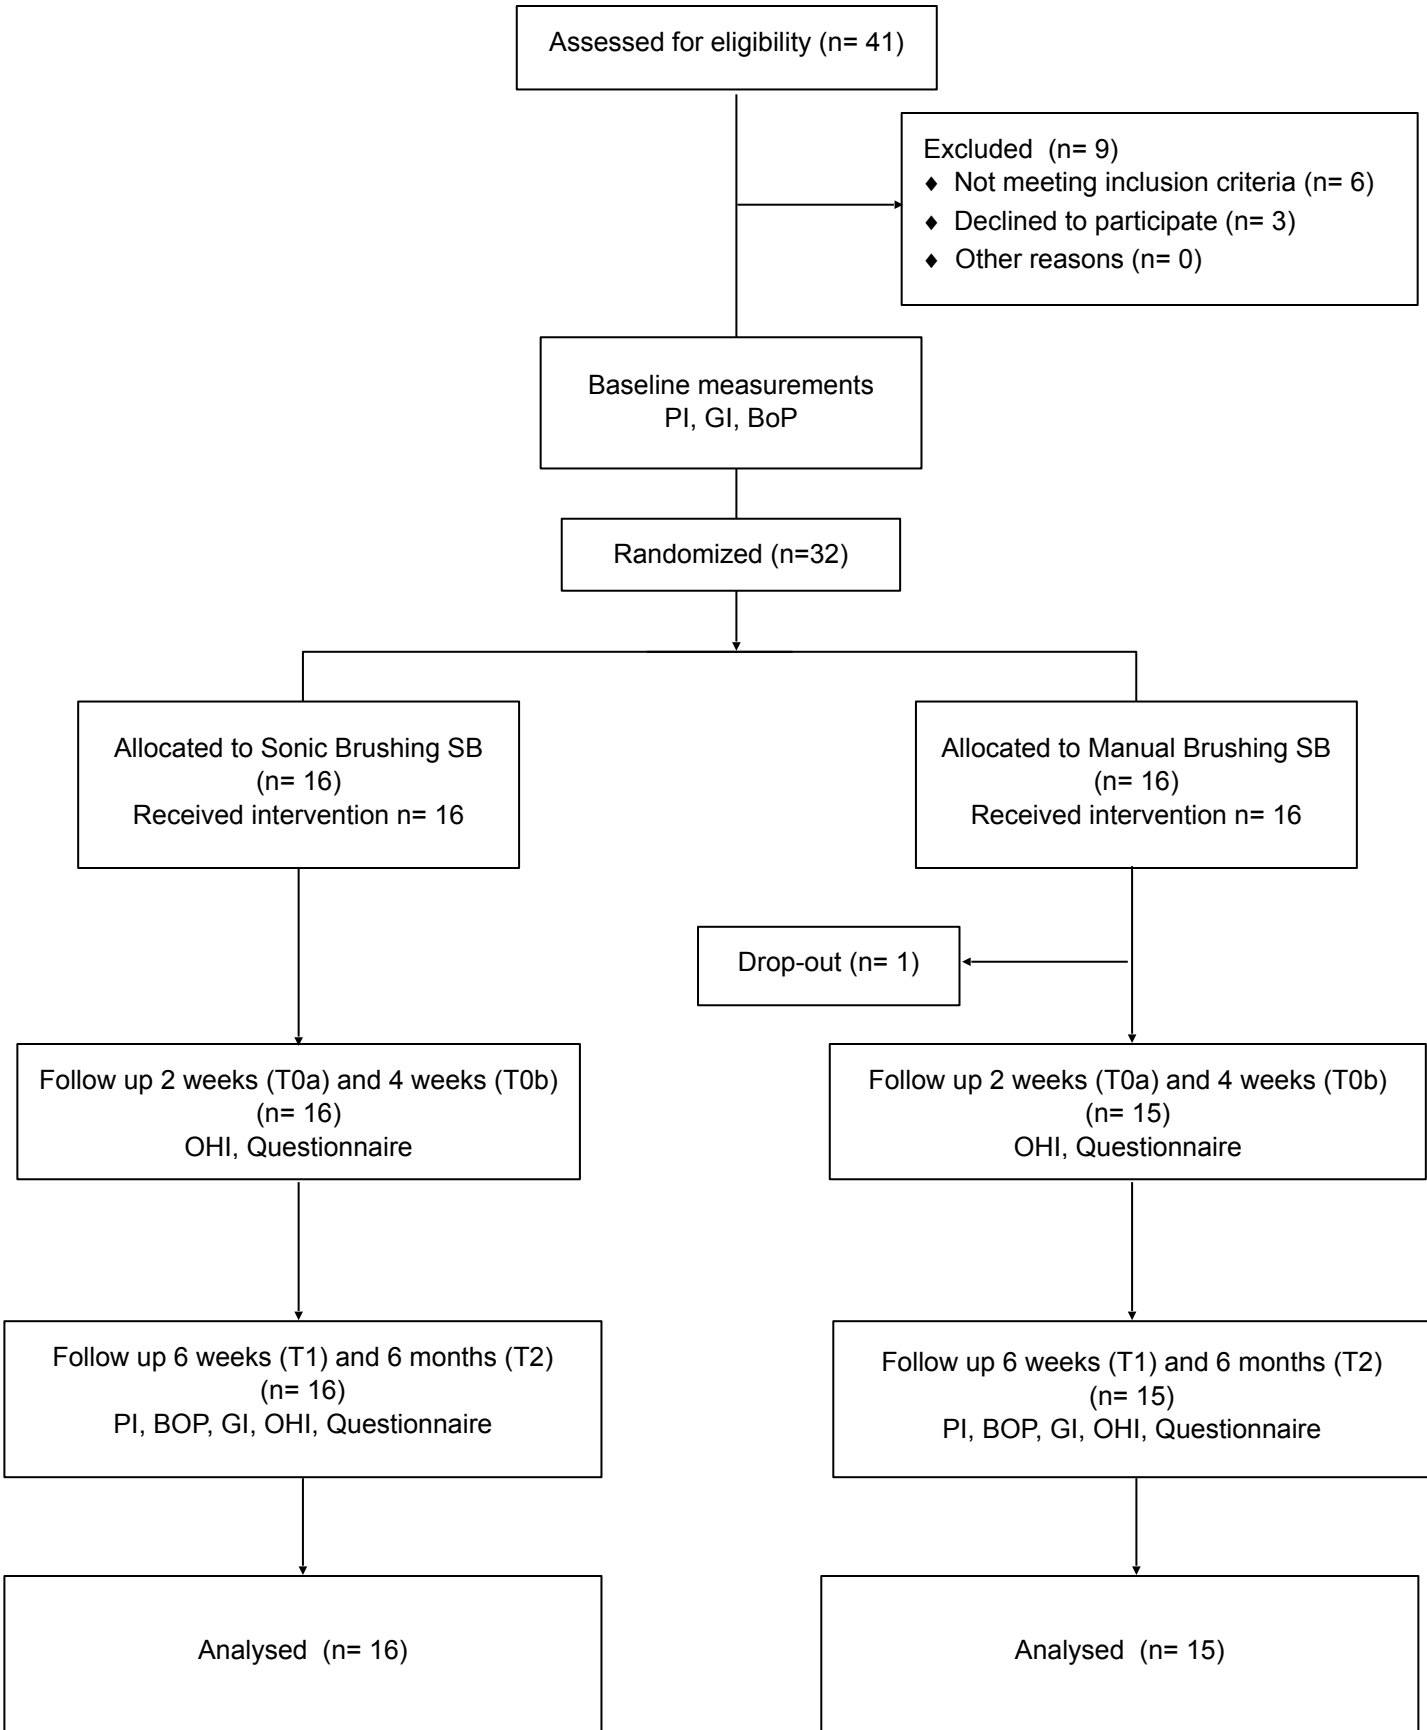 Assessed for eligibility (n= 41)
Excluded  (n= 9)
♦ Not meeting inclusion criteria (n= 6)
♦ Declined to participate (n= 3)
♦ Other reasons (n= 0)
Baseline measurements
PI, GI, BoP
Randomized (n=32)
Allocated to Sonic Brushing SB
(n= 16)
Received intervention n= 16
Allocated to Manual Brushing SB
(n= 16)
Received intervention n= 16
Drop-out (n= 1)
Follow up 2 weeks (T0a) and 4 weeks (T0b)
(n= 16)
OHI, Questionnaire
Follow up 2 weeks (T0a) and 4 weeks (T0b)
(n= 15)
OHI, Questionnaire
Follow up 6 weeks (T1) and 6 months (T2)
(n= 16)
PI, BOP, GI, OHI, Questionnaire
Follow up 6 weeks (T1) and 6 months (T2)
(n= 15)
PI, BOP, GI, OHI, Questionnaire
Analysed  (n= 16)
Analysed  (n= 15)